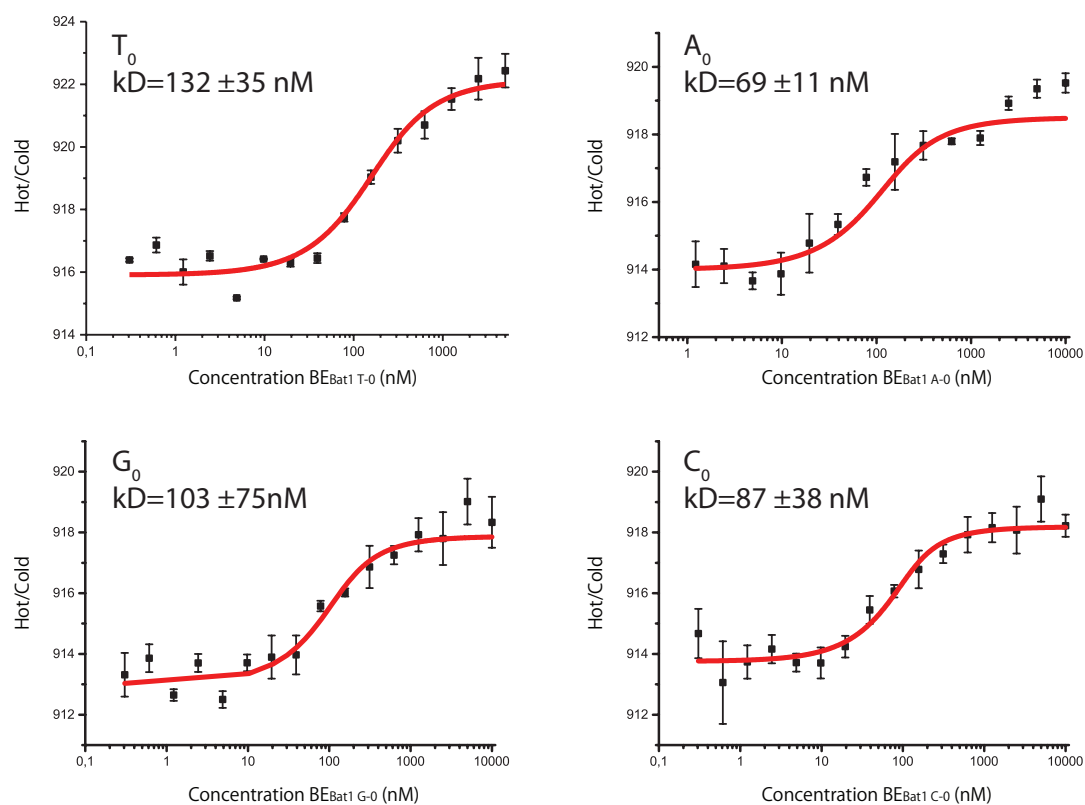 T0
kD=132 ±35 nM
924
922
920
918
916
914
Hot/Cold
0,1
1
10
100
1000
Concentration BEBat1 T-0 (nM)
A0
kD=69 ±11 nM
920
918
916
914
912
Hot/Cold
1
10
100
1000
10000
Concentration BEBat1 A-0 (nM)
G0
kD=103 ±75nM
920
918
916
914
912
Hot/Cold
0,1
1
10
100
1000
10000
Concentration BEBat1 G-0 (nM)
C0
kD=87 ±38 nM
920
918
916
914
912
Hot/Cold
0,1
1
10
100
1000
10000
Concentration BEBat1 C-0 (nM)